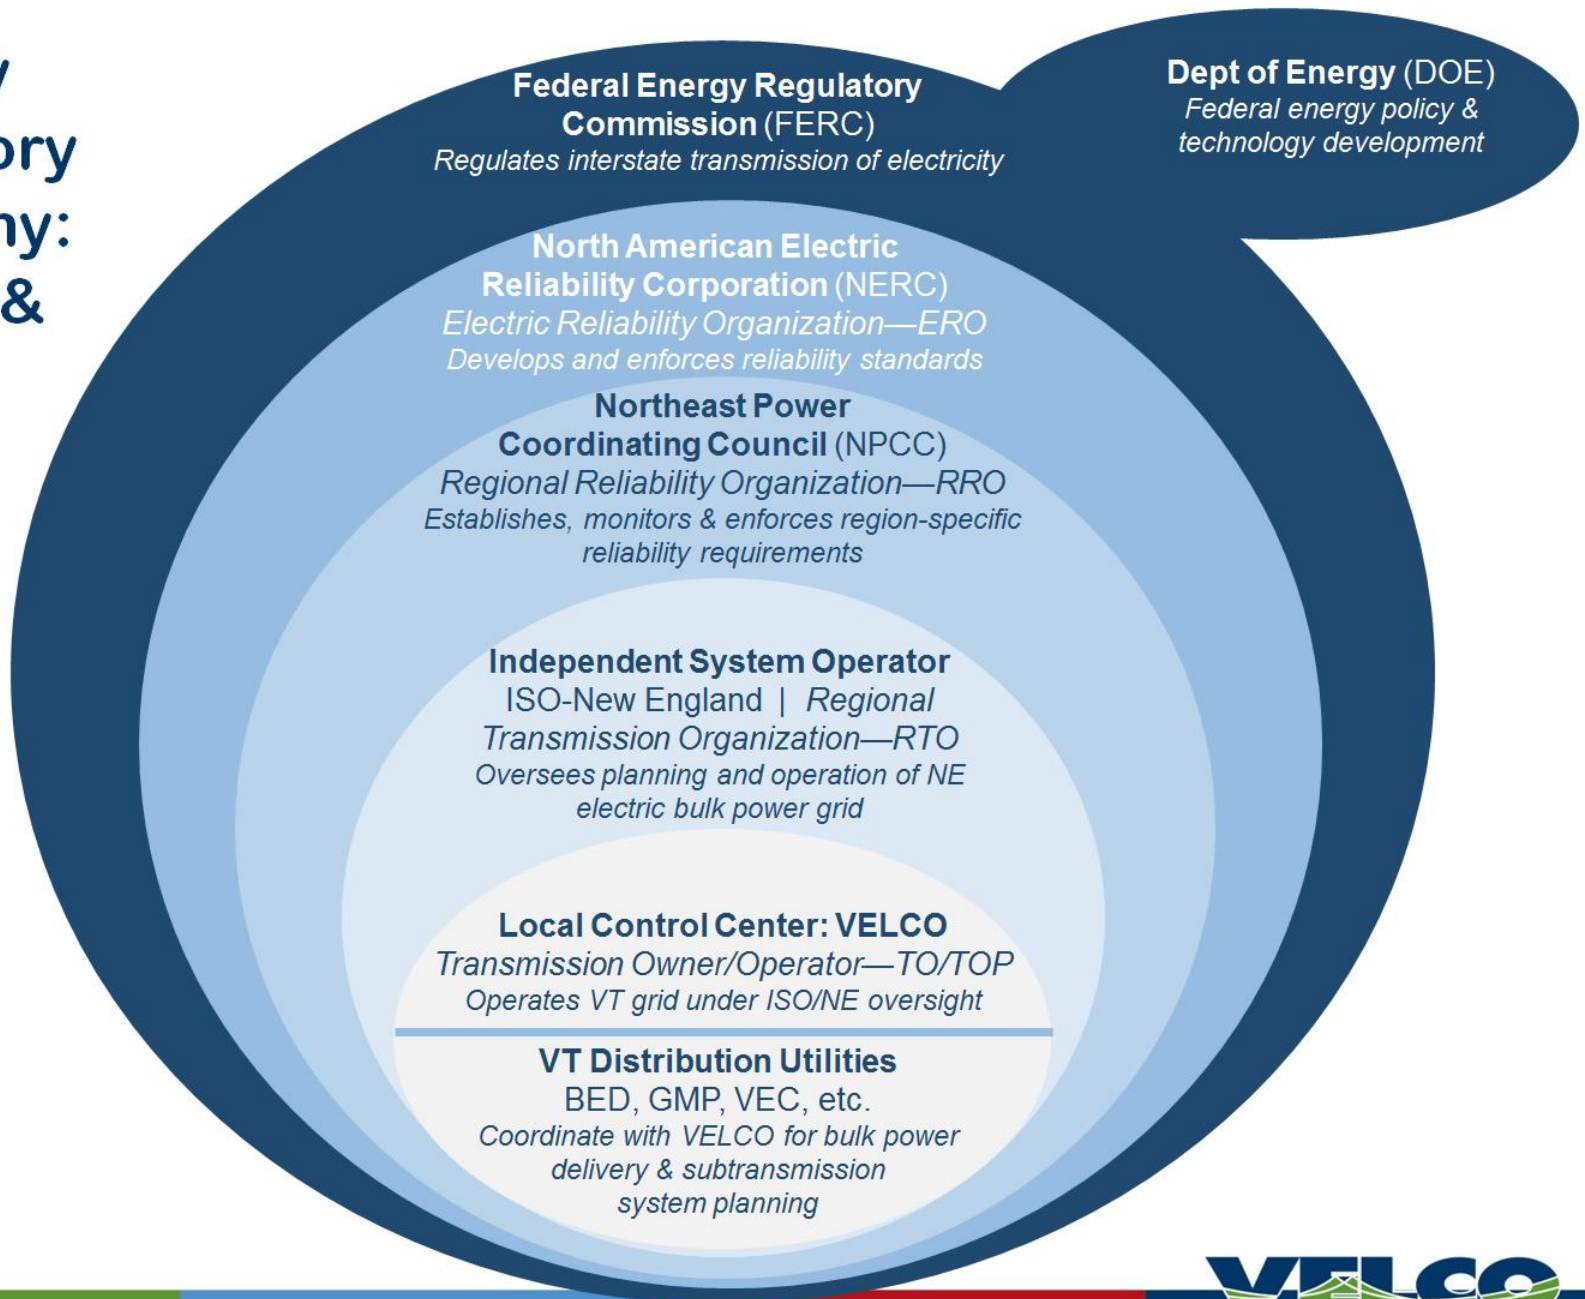 y
ory
ny:
&
Federal Energy Regulatory
Commission (FERC)
Regulates interstate transmission of electricity
Dept of Energy (DOE)
Federal energy policy &
technology development
North American Electric
Reliability Corporation (NERC)
Electric Reliability Organization—ERO
Develops and enforces reliability standards
Northeast Power
Coordinating Council (NPCC)
Regional Reliability Organization—RRO
Establishes, monitors & enforces region-specific
reliability requirements
Independent System Operator
ISO-New England | Regional
Transmission Organization—RTO
Oversees planning and operation of NE
electric bulk power grid
Local Control Center: VELCO
Transmission Owner/Operator—TO/TOP
Operates VT grid under ISO/NE oversight
VT Distribution Utilities
BED, GMP, VEC, etc.
Coordinate with VELCO for bulk power
delivery & subtransmission
system planning
VELCO